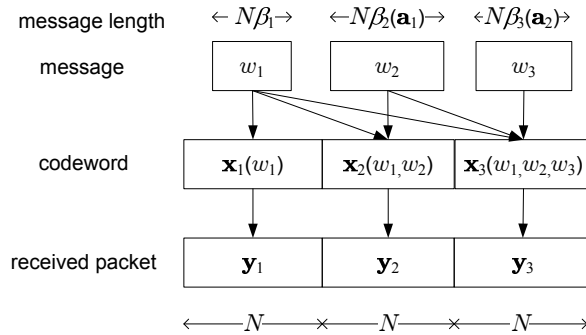 message length Nβ₁ Nβ₂(a₁) Nβ₃(a₂)
message w₁ w₂ w₃
codeword x₁(w₁) x₂(w₁,w₂) x₃(w₁,w₂,w₃)
received packet y₁ y₂ y₃
N N N